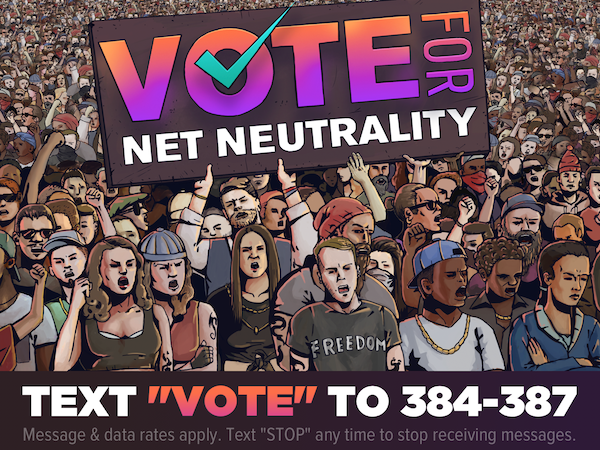 VOTE FOR
NET NEUTRALITY
FREEDOM
TEXT "VOTE" TO 384-387
Message & data rates apply. Text "STOP" any time to stop receiving messages.